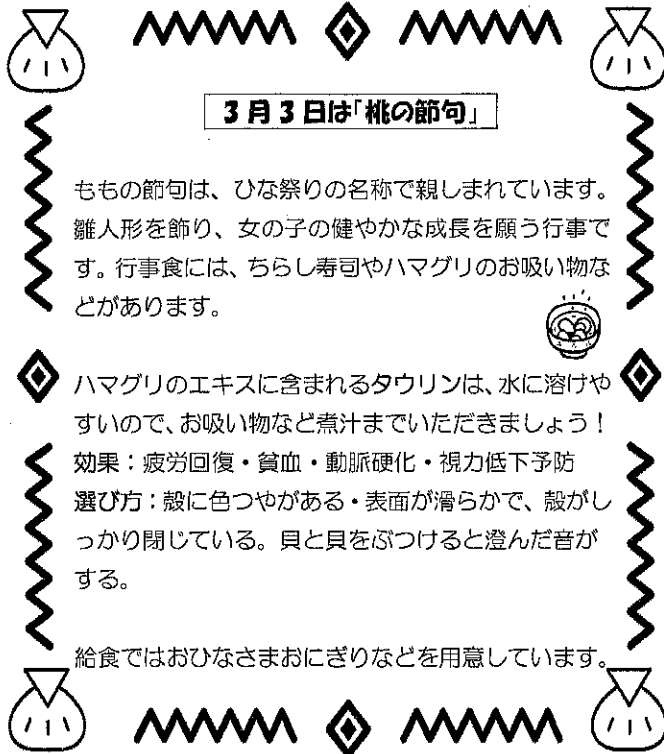 3月3日は「桃の節句」
ももの節句は、ひな祭りの名称で親しまれています。
雛人形を飾り、女の子の健やかな成長を願う行事で
す。行事食には、ちらし寿司やハマグリのお吸い物な
どがあります。
ハマグリのエキスに含まれるタウリンは、水に溶けや
すいので、お吸い物など煮汁までいただきましょう！
効果：疲労回復・貧血・動脈硬化・視力低下予防
選び方：殻に色つやがある・表面が滑らかで、殻がし
っかり閉じている。貝と貝をぶつけると澄んだ音が
する。
給食ではおひなさまおにぎりなどを用意しています。